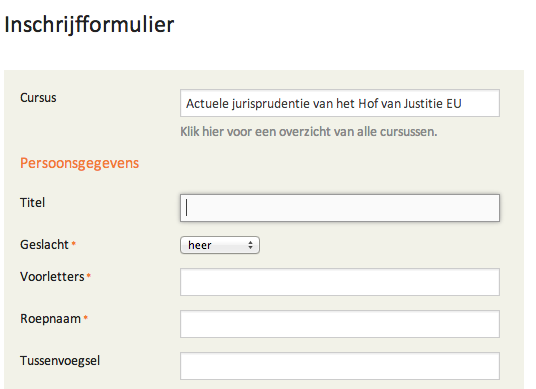 Inschrijfformulier
Cursus
Actuele jurisprudentie van het Hof van Justitie EU
Klik hier voor een overzicht van alle cursussen.
Persoonsgegevens
Titel
Geslacht *
heer
Voorletters *
Roepnaam *
Tussenvoegsel